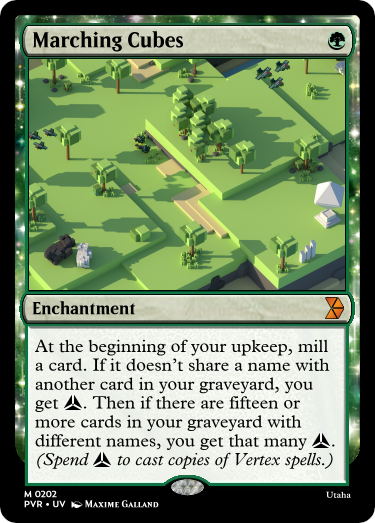 Marching Cubes
Enchantment
At the beginning of your upkeep, mill
a card. If it doesn't share a name with
another card in your graveyard, you
get . Then if there are fifteen or
more cards in your graveyard with
different names, you get that many .
(Spend  to cast copies of Vertex spells.)
M 0202
PVR • UV Maxime Galland
Utaha